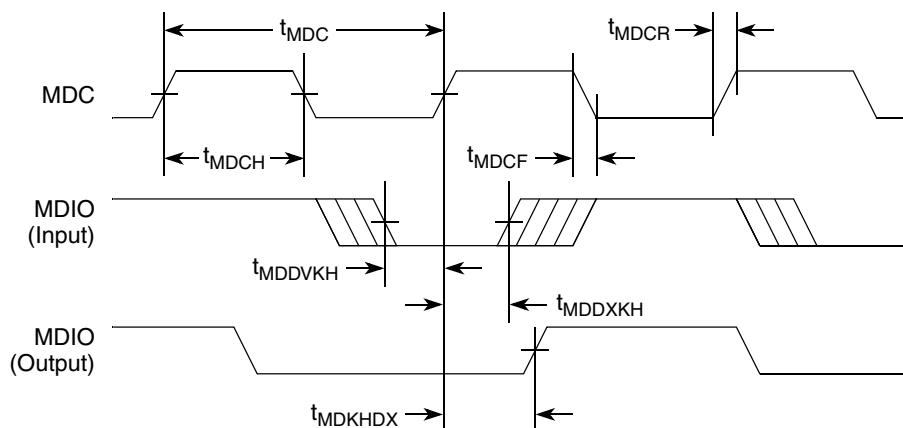 tMDC
tMDCR
MDC
tMDCH
tMDCF
MDIO
(Input)
tMDDVKH
tMDDXKH
MDIO
(Output)
tMDKHDX